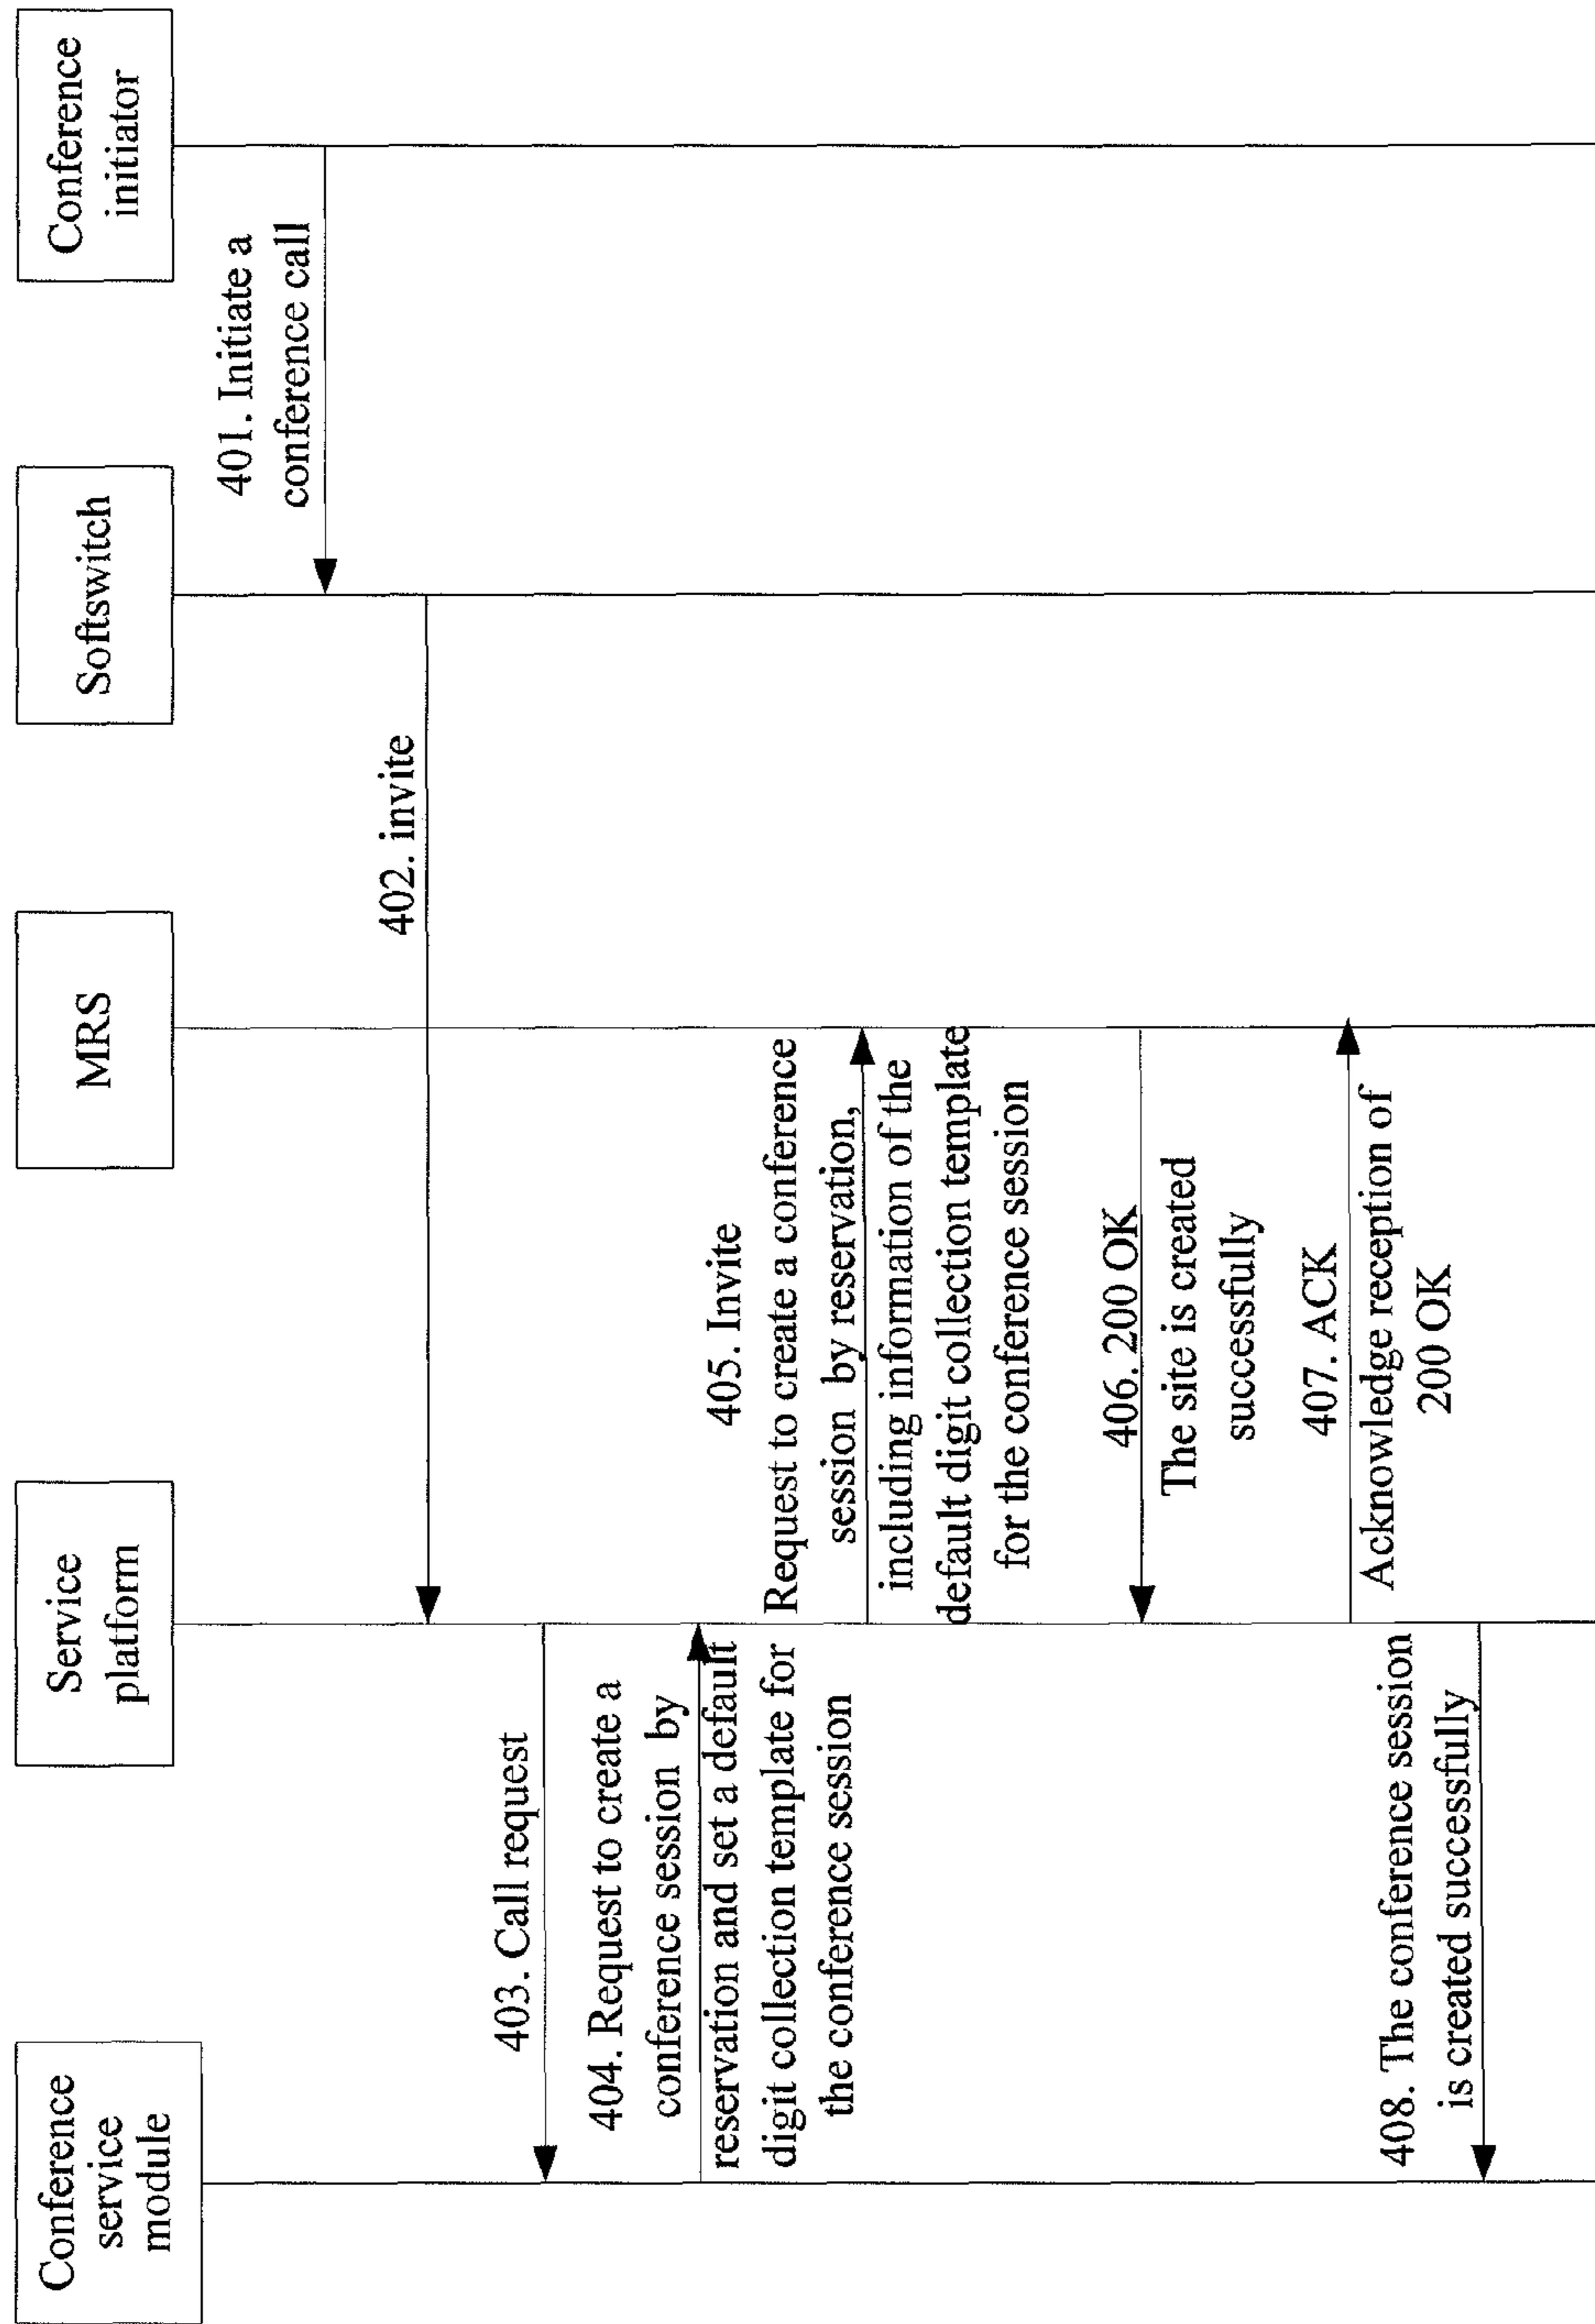 Conference
service
module
Service
platform
MRS
Softswitch
Conference
initiator
401. Initiate a
conference call
402. invite
403. Call request
404. Request to create a
conference session by
reservation and set a default
digit collection template for
the conference session
405. Invite
Request to create a conference
session by reservation,
including information of the
default digit collection template
for the conference session
406. 200 OK
The site is created
successfully
407. ACK
Acknowledge reception of
200 OK
408. The conference session
is created successfully